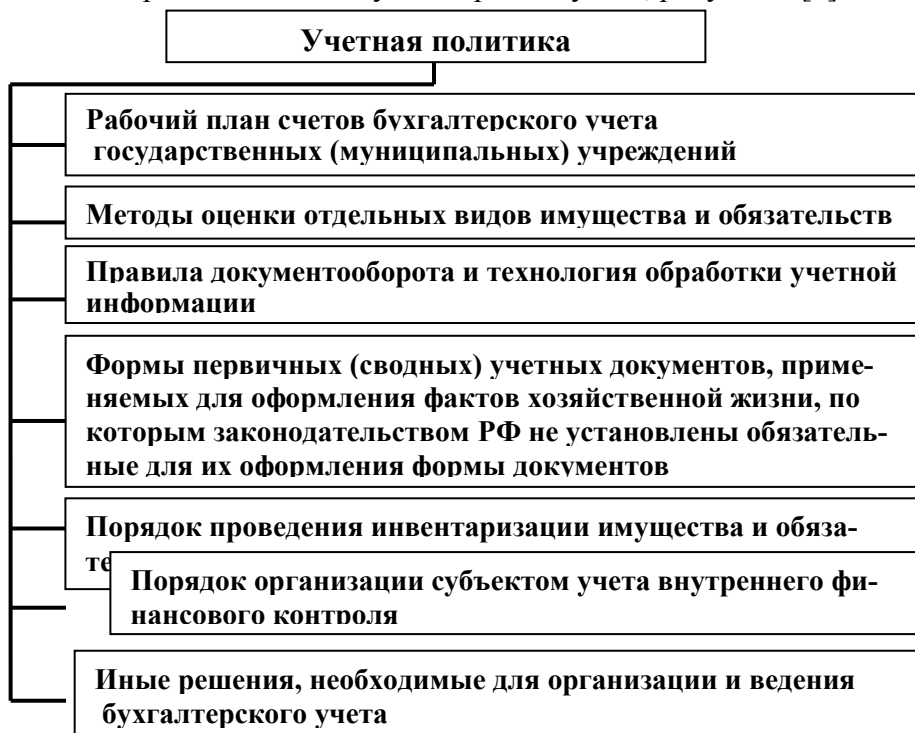 Учетная политика
Рабочий план счетов бухгалтерского учета
государственных (муниципальных) учреждений
Методы оценки отдельных видов имущества и обязательств
Правила документооборота и технология обработки учетной
информации
Формы первичных (сводных) учетных документов, приме-
няемых для оформления фактов хозяйственной жизни, по
которым законодательством РФ не установлены обязатель-
ные для их оформления формы документов
Порядок проведения инвентаризации имущества и обяза-
те
Порядок организации субъектом учета внутреннего фи-
нансового контроля
Иные решения, необходимые для организации и ведения
бухгалтерского учета